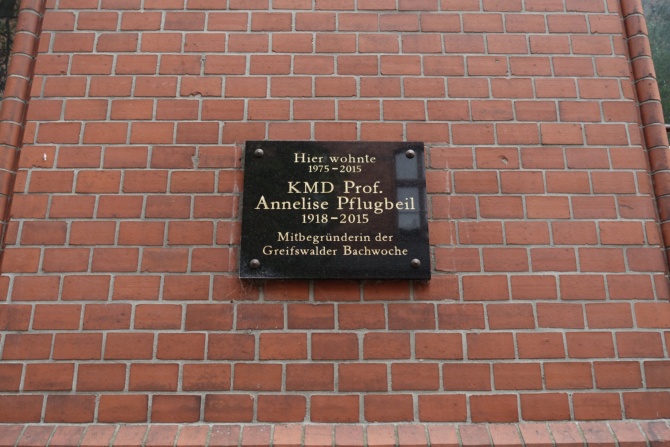 Hier wohnte
1975–2015
KMD Prof.
Annelise Pflugbeil
1918–2015
Mitbegründerin der
Greifswalder Bachwoche